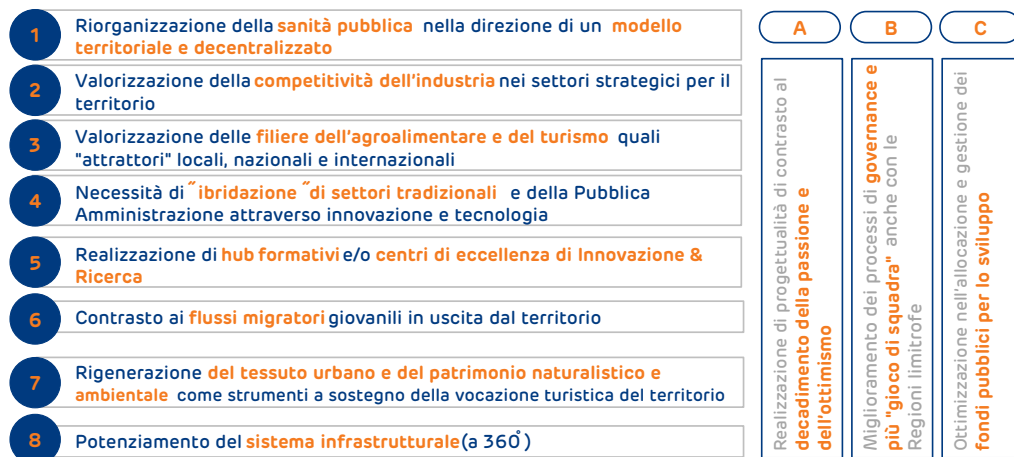 1
Riorganizzazione della sanità pubblica nella direzione di un modello
territoriale e decentralizzato
2
Valorizzazione della competitività dell'industria nei settori strategici per il
territorio
3
Valorizzazione delle filiere dell'agroalimentare e del turismo quali
"attrattori" locali, nazionali e internazionali
4
Necessità di ˝ibridazione ˝di settori tradizionali e della Pubblica
Amministrazione attraverso innovazione e tecnologia
5
Realizzazione di hub formativi e/o centri di eccellenza di Innovazione &
Ricerca
6
Contrasto ai flussi migratori giovanili in uscita dal territorio
7
Rigenerazione del tessuto urbano e del patrimonio naturalistico e
ambientale come strumenti a sostegno della vocazione turistica del territorio
8
Potenziamento del sistema infrastrutturale (a 360°)
A
Realizzazione di progettualità di contrasto al
decadimento della passione e
dell'ottimismo
B
Miglioramento dei processi di governance e
più "gioco di squadra" anche con le
Regioni limitrofe
C
Ottimizzazione nell'allocazione e gestione dei
fondi pubblici per lo sviluppo